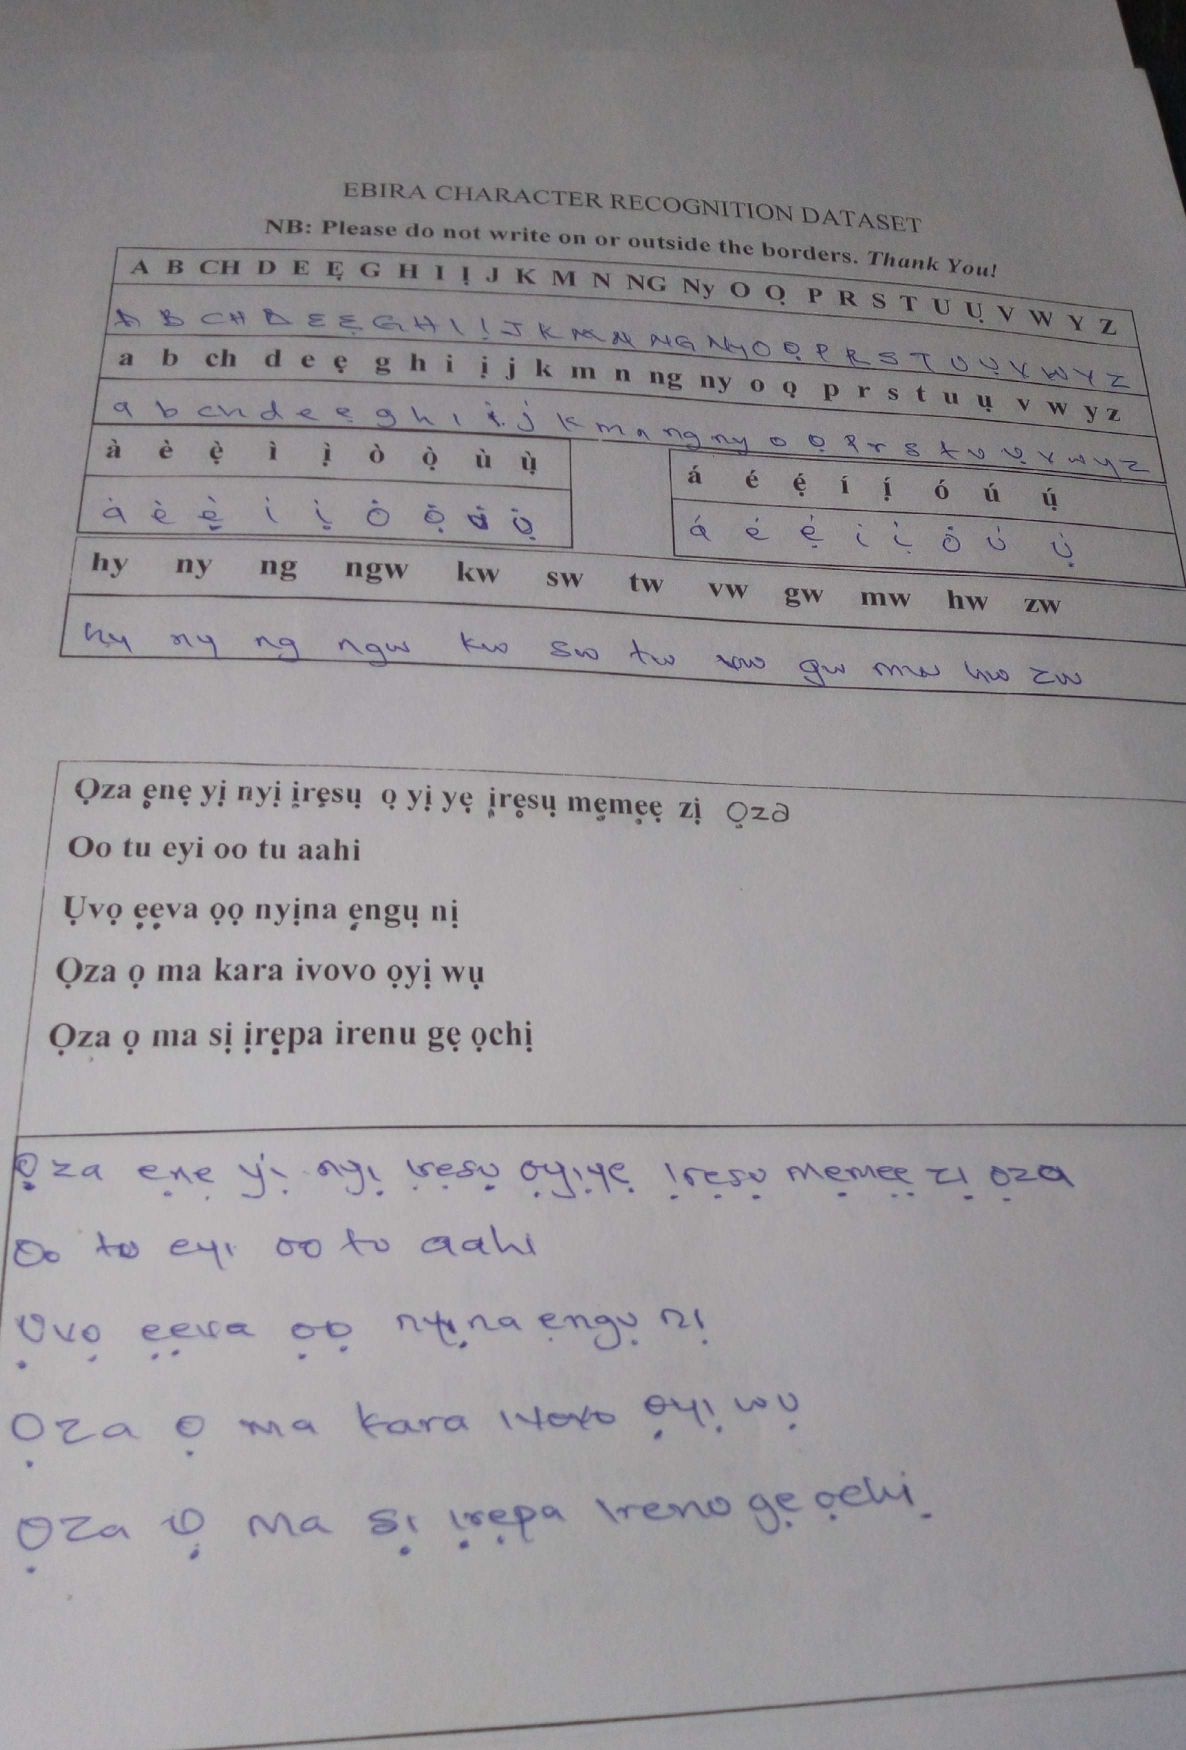 EBIRA CHARACTER RECOGNITION DATASET
NB: Please do not write on or outside the borders. Thank You!
A B CH D E Ẹ G H I Ị J K M N NG Ny O Ọ P R S T U Ụ V W Y Z
A B CH D E Ẹ G H I Ị J K M N NG Ny O Ọ P R S T U Ụ V W Y Z
a b ch d e ẹ g h i ị j k m n ng ny o ọ p r s t u ụ v w y z
a b ch d e ẹ g h i ị j k m n ng ny o ọ p r s t u ụ v w y z
à è ẹ̀ ì ị̀ ò ọ̀ ù ụ̀
à è ẹ̀ ì ị̀ ò ọ̀ ù ụ̀
á é ẹ́ í ị́ ó ú ụ́
á é ẹ́ í ị́ ó ú ụ́
hy ny ng ngw kw sw tw vw gw mw hw zw
hy ny ng ngw kw sw tw vw gw mw hw zw
Ọza ẹnẹ yị nyị ịrẹsụ ọ yị yẹ ịrẹsụ mẹmẹẹ zị Ọza
Oo tu eyi oo tu aahi
Ụvọ ẹẹva ọọ nyịna ẹngụ nị
Ọza ọ ma kara ivovo ọyị wụ
Ọza ọ ma sị ịrẹpa irenu gẹ ọchị
Ọza ẹnẹ yị nyị ịrẹsụ ọyịyẹ ịrẹsụ mẹmẹẹ zị ọza
Oo tu eyi oo tu aahi
Ụvọ ẹẹva ọọ nyịna ẹngụ nị
Ọza ọ ma kara ivovo ọyị wụ
Ọza ọ ma sị ịrẹpa irenu gẹ ọchị